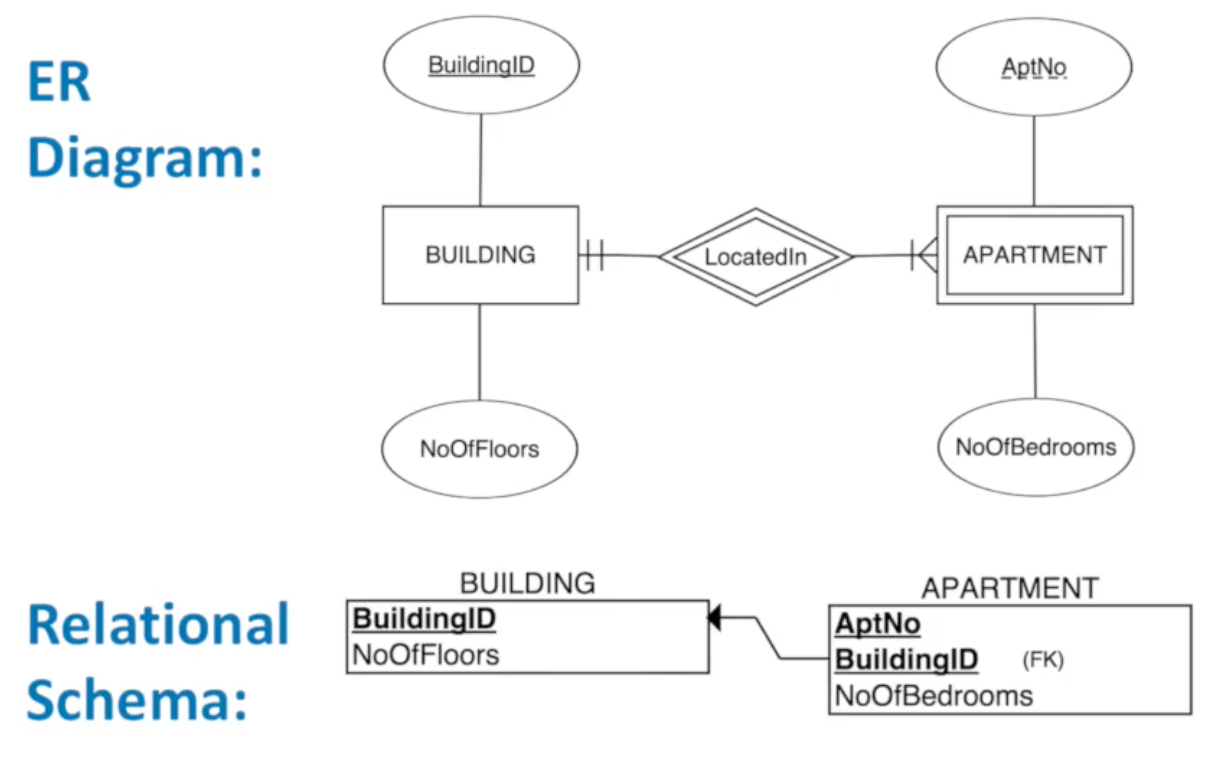 ER
Diagram:
BuildingID
AptNo
BUILDING
LocatedIn
APARTMENT
NoOfFloors
NoOfBedrooms
Relational
Schema:
BUILDING
BuildingID
NoOfFloors
APARTMENT
AptNo
BuildingID (FK)
NoOfBedrooms